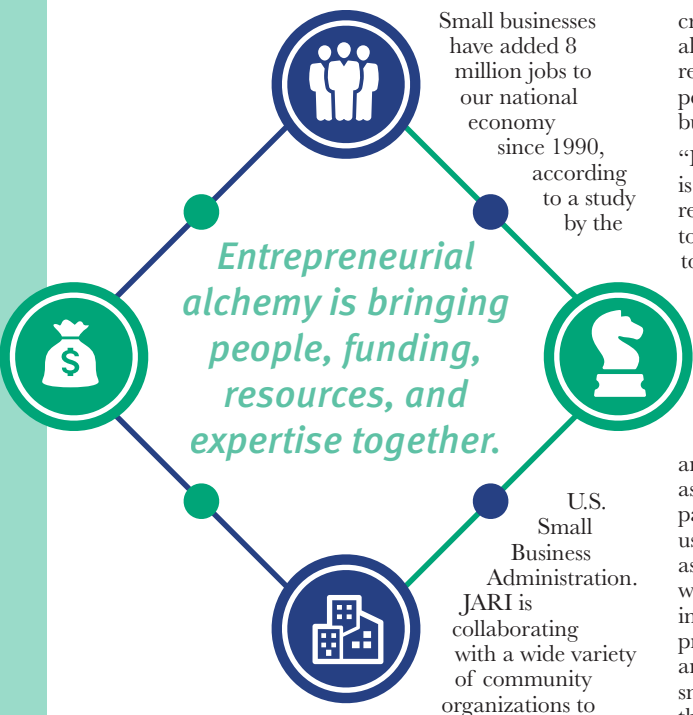 Small businesses
have added 8
million jobs to
our national
economy
since 1990,
according
to a study
by the
Entrepreneurial
alchemy is bringing
people, funding,
resources, and
expertise together.
$
U.S.
Small
Business
Administration.
JARI is
collaborating
with a wide variety
of community
organizations to